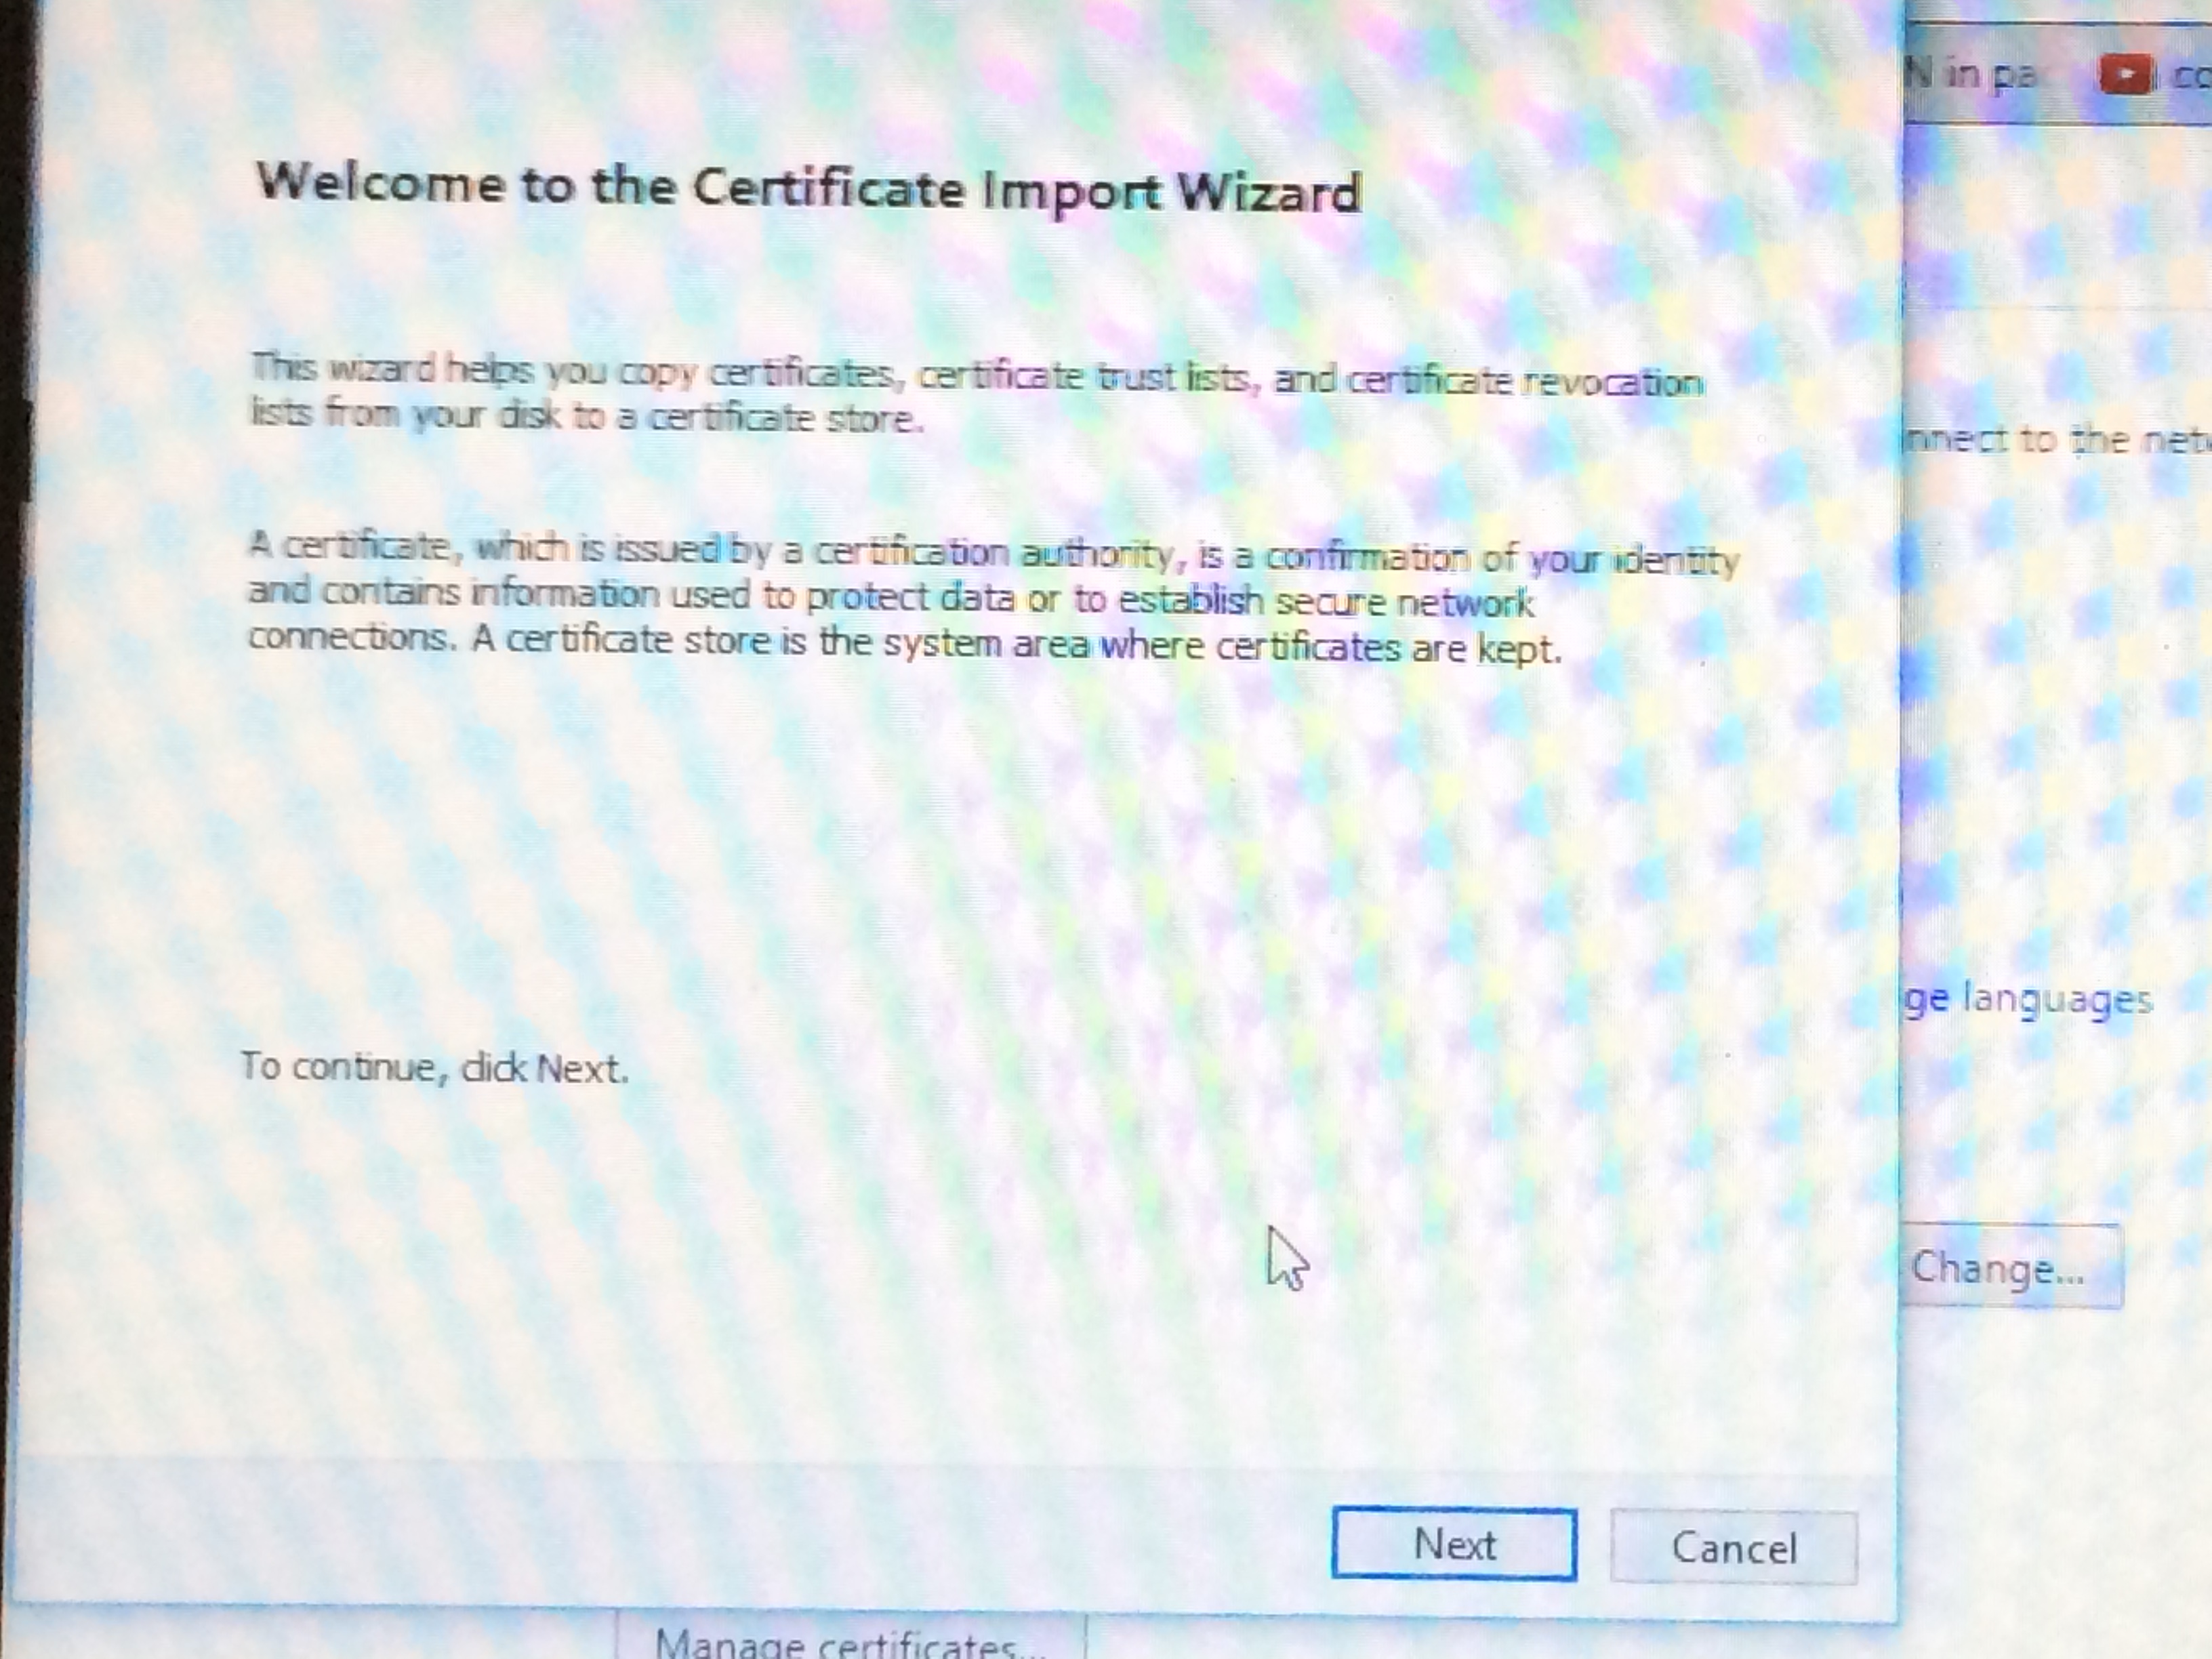 N in pa
co
Welcome to the Certificate Import Wizard
This wizard helps you copy certificates, certificate trust lists, and certificate revocation
lists from your disk to a certificate store.
nnect to the net
A certificate, which is issued by a certification authority, is a confirmation of your identity
and contains information used to protect data or to establish secure network
connections. A certificate store is the system area where certificates are kept.
ge languages
To continue, click Next.
Change...
Next
Cancel
Manage certificates...